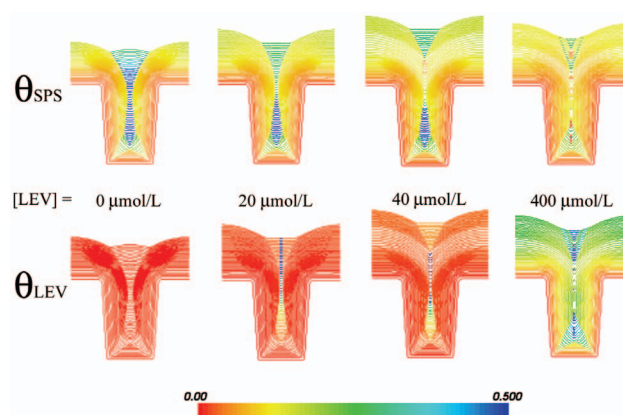 θSPS
[LEV] = 0 μmol/L 20 μmol/L 40 μmol/L 400 μmol/L
θLEV
0.00 0.500